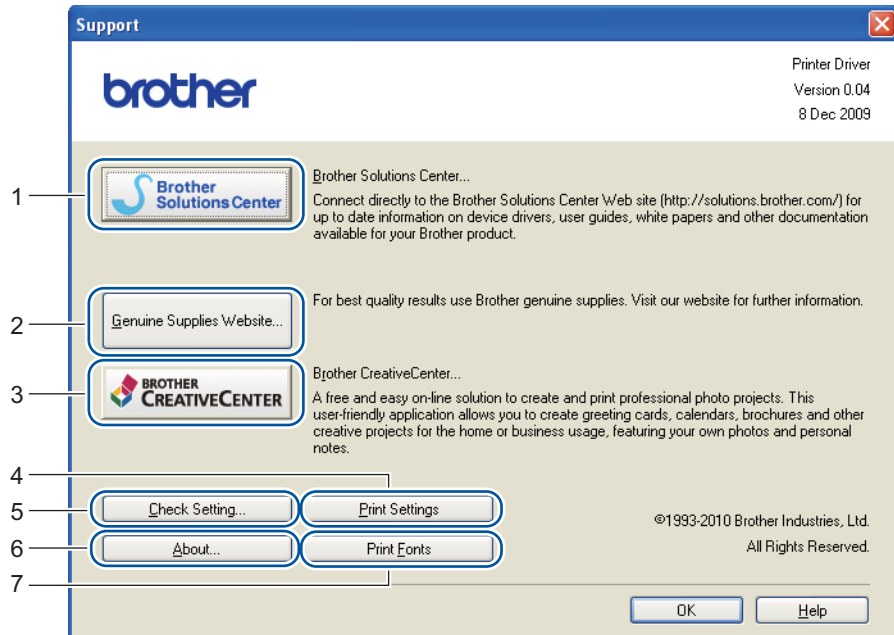 Support
brother
Printer Driver
Version 0.04
8 Dec 2009
1
Brother
Solutions Center
Brother Solutions Center...
Connect directly to the Brother Solutions Center Web site (http://solutions.brother.com/) for
up to date information on device drivers, user guides, white papers and other documentation
available for your Brother product.
2
Genuine Supplies Website...
For best quality results use Brother genuine supplies. Visit our website for further information.
3
BROTHER
CREATIVECENTER
Brother CreativeCenter...
A free and easy on-line solution to create and print professional photo projects. This
user-friendly application allows you to create greeting cards, calendars, brochures and other
creative projects for the home or business usage, featuring your own photos and personal
notes.
4
5
Check Setting...
Print Settings
©1993-2010 Brother Industries, Ltd.
6
About...
Print Fonts
All Rights Reserved.
7
OK
Help